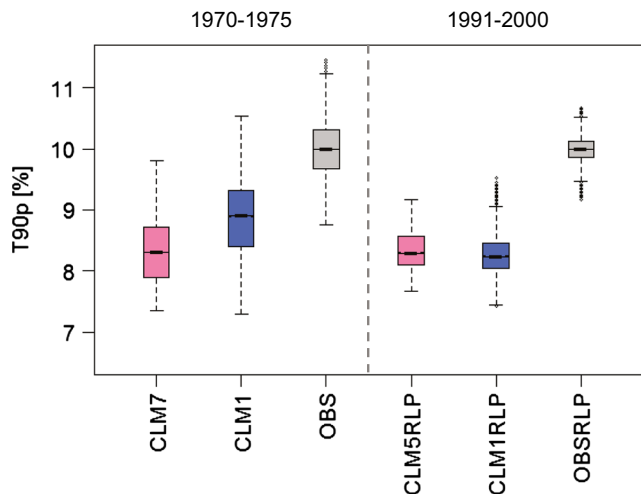 1970-1975 1991-2000
T90p [%]
11
10
9
8
7
CLM7
CLM1
OBS
CLM5RLP
CLM1RLP
OBSRLP